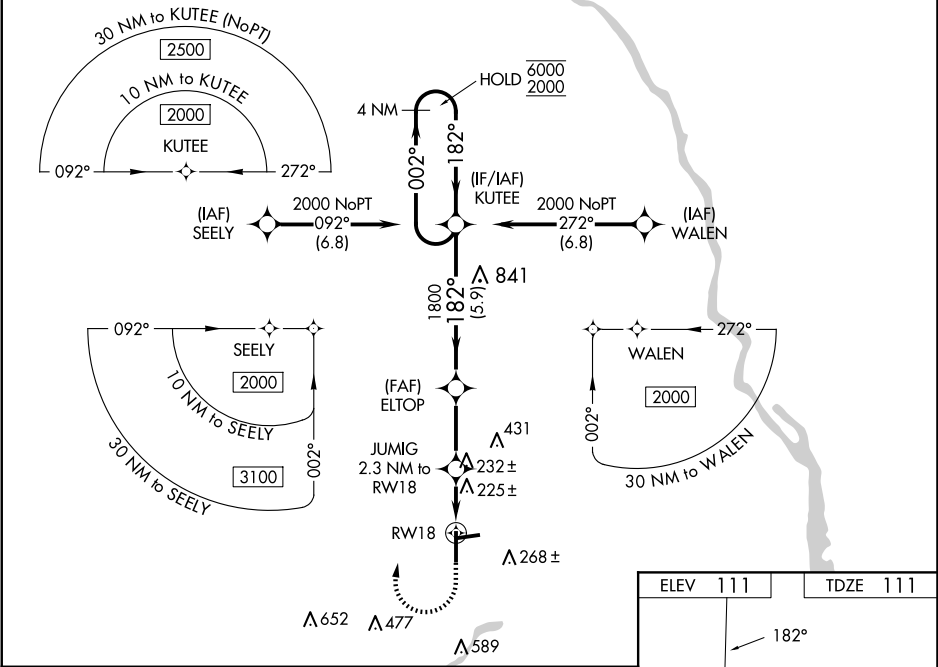 30 NM to KUTEE (NoPT)
2500
10 NM to KUTEE
2000
KUTEE
092°
272°
HOLD 6000
2000
4 NM
002°
182°
(IF/IAF)
KUTEE
(IAF)
SEELY
2000 NoPT
092°
(6.8)
2000 NoPT
272°
(6.8)
(IAF)
WALEN
841
1800
182°
(5.9)
092°
SEELY
2000
10 NM to SEELY
3100
002°
30 NM to SEELY
272°
WALEN
2000
002°
30 NM to WALEN
(FAF)
ELTOP
431
JUMIG
2.3 NM to
RW18
232 ±
225 ±
RW18
268 ±
652
477
589
ELEV 111
TDZE 111
182°